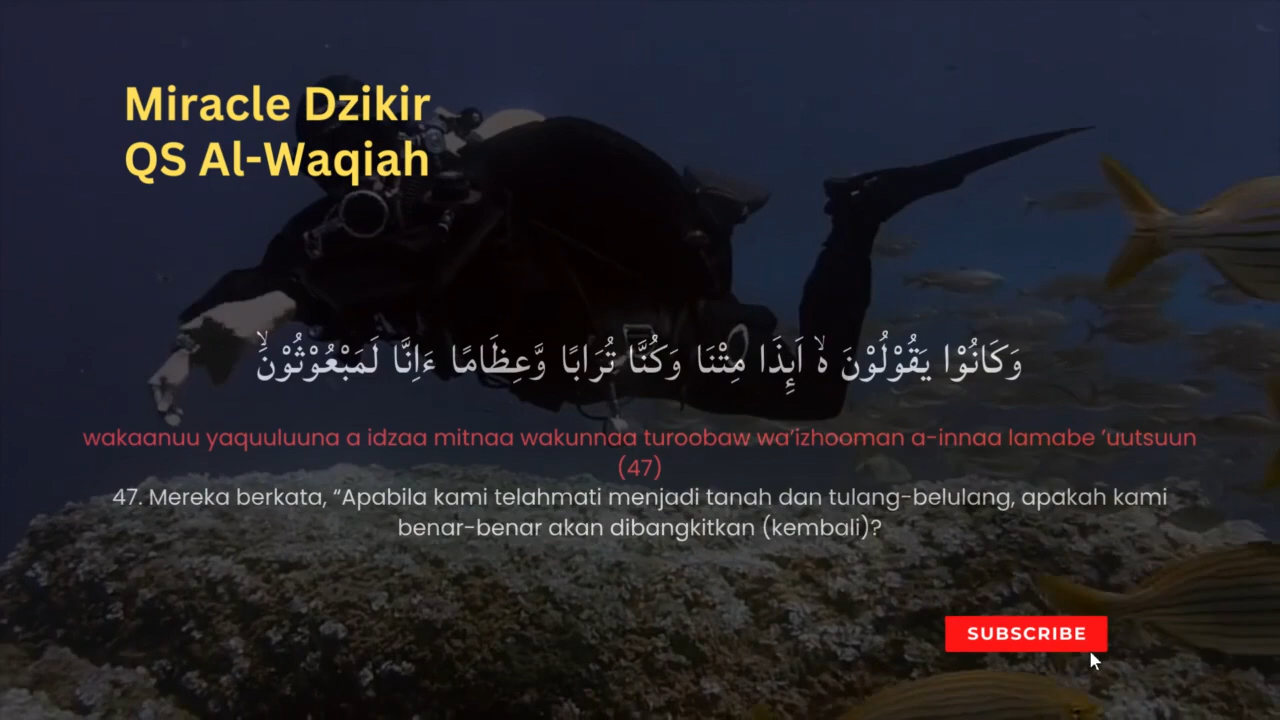 Miracle Dzikir
QS Al-Waqiah
وَكَانُوْا يَقُوْلُوْنَ ەۙ اَىِٕذَا مِتْنَا وَكُنَّا تُرَابًا وَّعِظَامًا ءَاِنَّا لَمَبْعُوْثُوْنَۙ
wakaanuu yaquuluuna a idzaa mitnaa wakunnaa turoobaw wa’izhooman a-innaa lamabe ‘uutsuun
(47)
47. Mereka berkata, “Apabila kami telahmati menjadi tanah dan tulang-belulang, apakah kami
benar-benar akan dibangkitkan (kembali)?
SUBSCRIBE